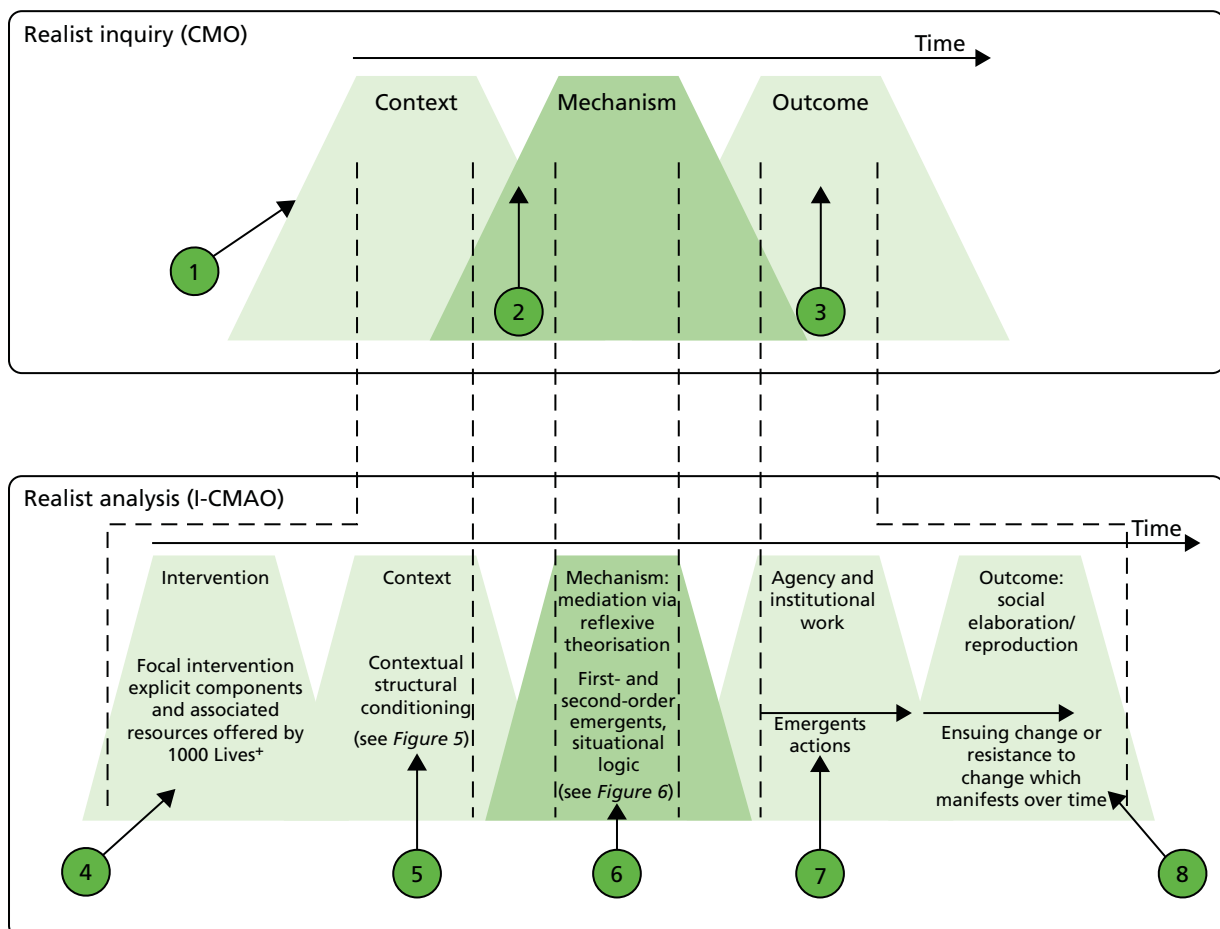 Realist inquiry (CMO)
Time
Context
Mechanism
Outcome
1
2
3
Realist analysis (I-CMAO)
Time
Intervention
Focal intervention
explicit components
and associated
resources offered by
1000 Lives+
Context
Contextual
structural
conditioning
(see Figure 5)
Mechanism:
mediation via
reflexive
theorisation
First- and
second-order
emergents,
situational
logic
(see Figure 6)
Agency and
institutional
work
Emergents
actions
Outcome:
social
elaboration/
reproduction
Ensuing change or
resistance to
change which
manifests over time
4
5
6
7
8